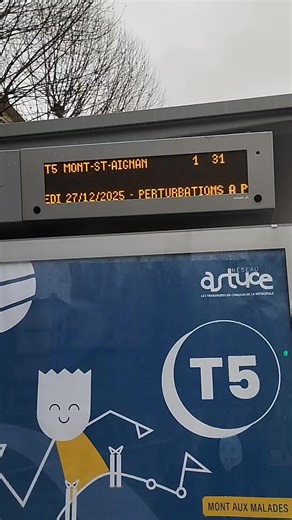 T5 MONT-ST-AIGNAN 1 31
EDI 27/12/2025 - PERTURBATIONS A P
RÉSEAU
astuce
LES TRANSPORTS EN COMMUN DE LA MÉTROPOLE
T5
MONT AUX MALADES